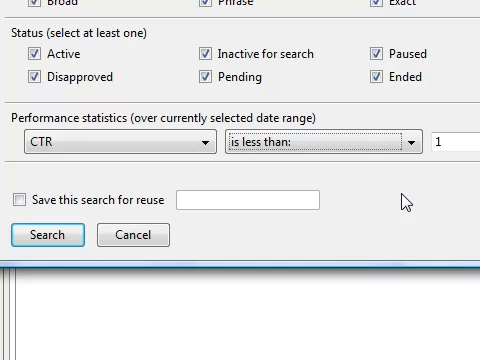 Broad Phrase Exact
Status (select at least one)
Active Inactive for search Paused
Disapproved Pending Ended
Performance statistics (over currently selected date range)
CTR is less than: 1
Save this search for reuse
Search Cancel